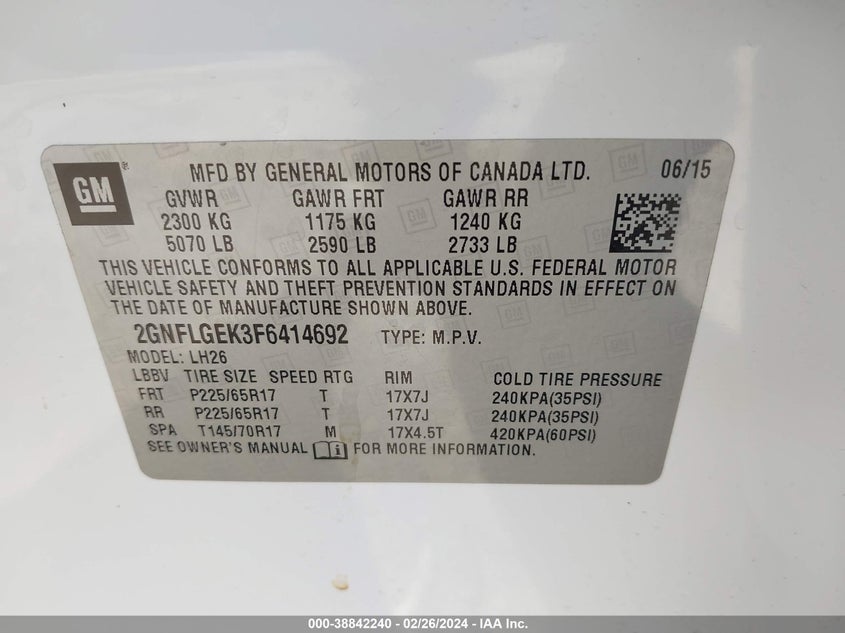 GM
MFD BY GENERAL MOTORS OF CANADA LTD. 06/15
GVWR GAWR FRT GAWR RR
2300 KG 1175 KG 1240 KG
5070 LB 2590 LB 2733 LB
THIS VEHICLE CONFORMS TO ALL APPLICABLE U.S. FEDERAL MOTOR
VEHICLE SAFETY AND THEFT PREVENTION STANDARDS IN EFFECT ON
THE DATE OF MANUFACTURE SHOWN ABOVE.
2GNFLGEK3F6414692 TYPE: M.P.V.
MODEL: LH26
LBBV TIRE SIZE SPEED RTG RIM COLD TIRE PRESSURE
FRT P225/65R17 T 17X7J 240KPA(35PSI)
RR P225/65R17 T 17X7J 240KPA(35PSI)
SPA T145/70R17 M 17X4.5T 420KPA(60PSI)
SEE OWNER'S MANUAL FOR MORE INFORMATION.
000-38842240 - 02/26/2024 - IAA Inc.